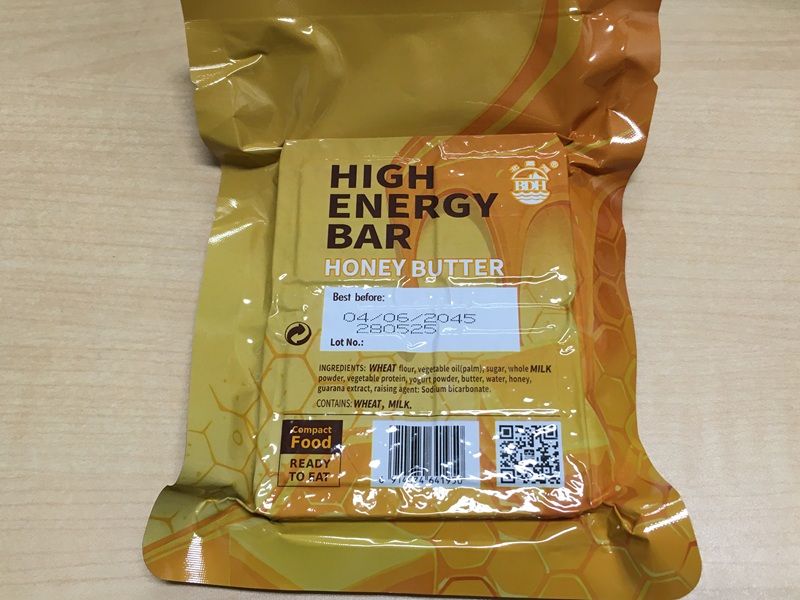 HIGH
ENERGY
BAR
HONEY BUTTER
BDH
®
Best before:
04/06/2045
280525
Lot No.:
INGREDIENTS: WHEAT flour, vegetable oil(palm), sugar, whole MILK
powder, vegetable protein, yogurt powder, butter, water, honey,
guarana extract, raising agent: Sodium bicarbonate.
CONTAINS: WHEAT, MILK.
Compact
Food
READY
TO EAT